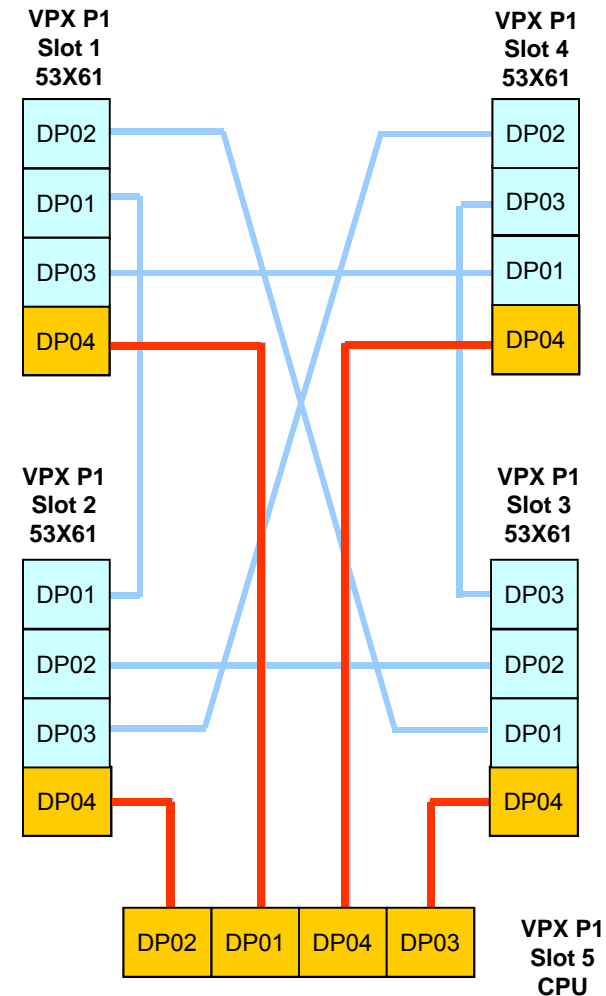 VPX P1
Slot 1
53X61
DP02
DP01
DP03
DP04
VPX P1
Slot 4
53X61
DP02
DP03
DP01
DP04
VPX P1
Slot 2
53X61
DP01
DP02
DP03
DP04
VPX P1
Slot 3
53X61
DP03
DP02
DP01
DP04
DP02
DP01
DP04
DP03
VPX P1
Slot 5
CPU